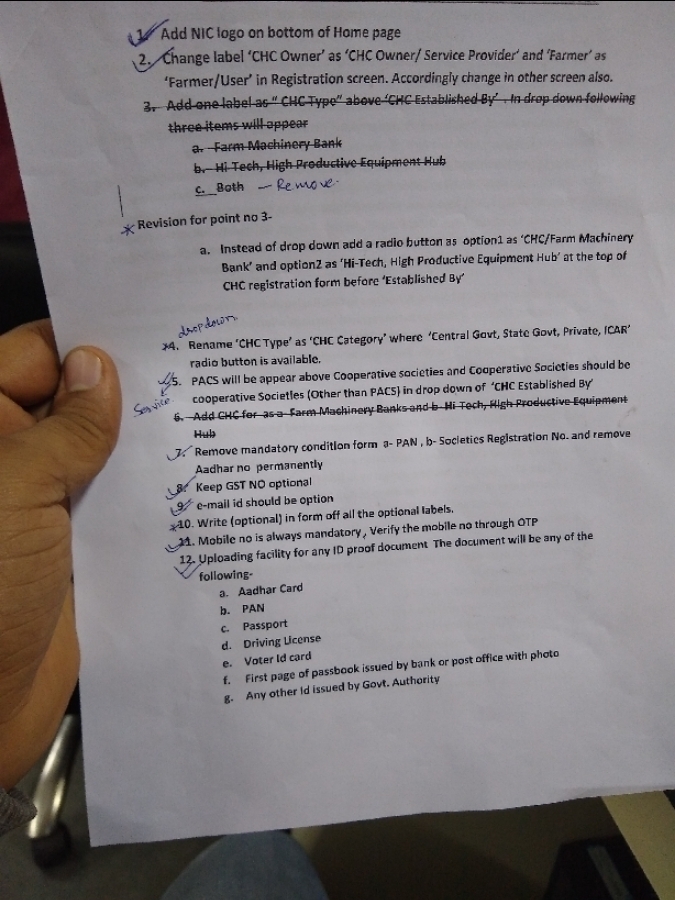 1. Add NIC logo on bottom of Home page
2. Change label 'CHC Owner' as 'CHC Owner/ Service Provider' and 'Farmer' as
'Farmer/User' in Registration screen. Accordingly change in other screen also.
3. Add one label as " CHC Type" above 'CHC Established By' . In drop down following
three items will appear
a. Farm Machinery Bank
b. Hi Tech, High Productive Equipment Hub
c. Both - Remove.
* Revision for point no 3-
a. Instead of drop down add a radio button as option1 as 'CHC/Farm Machinery
Bank' and option2 as 'Hi-Tech, High Productive Equipment Hub' at the top of
CHC registration form before 'Established By'
dropdown
*4. Rename 'CHC Type' as 'CHC Category' where 'Central Govt, State Govt, Private, ICAR'
radio button is available.
5. PACS will be appear above Cooperative societies and Cooperative Societies should be
Service
cooperative Societies (Other than PACS) in drop down of 'CHC Established By'
6. Add CHC for as a- Farm Machinery Banks and b- Hi Tech, High Productive Equipment
Hub
7. Remove mandatory condition form a- PAN , b- Societies Registration No. and remove
Aadhar no permanently
8. Keep GST NO optional
9. e-mail id should be option
*10. Write (optional) in form off all the optional labels.
11. Mobile no is always mandatory, Verify the mobile no through OTP
12. Uploading facility for any ID proof document The document will be any of the
following-
a. Aadhar Card
b. PAN
c. Passport
d. Driving License
e. Voter Id card
f. First page of passbook issued by bank or post office with photo
g. Any other Id issued by Govt. Authority